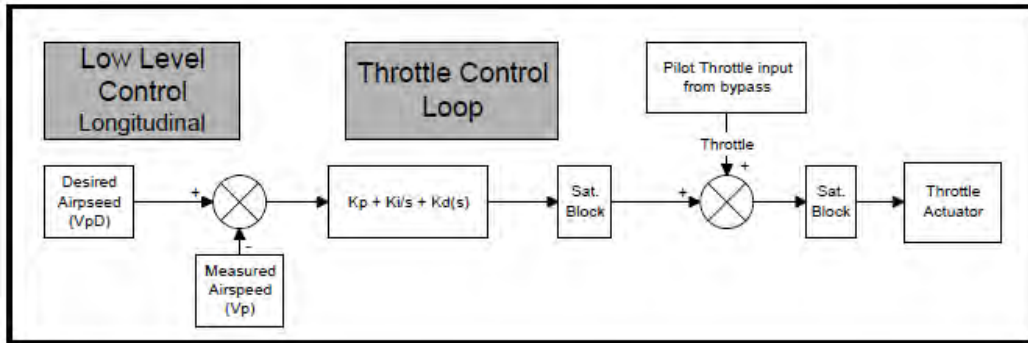 Low Level
Control
Longitudinal
Throttle Control
Loop
Pilot Throttle input
from bypass
Throttle
+
Desired
Airpseed
(VpD)
+
Kp + Ki/s + Kd(s)
Sat.
Block
+
Sat.
Block
Throttle
Actuator
-
Measured
Airspeed
(Vp)